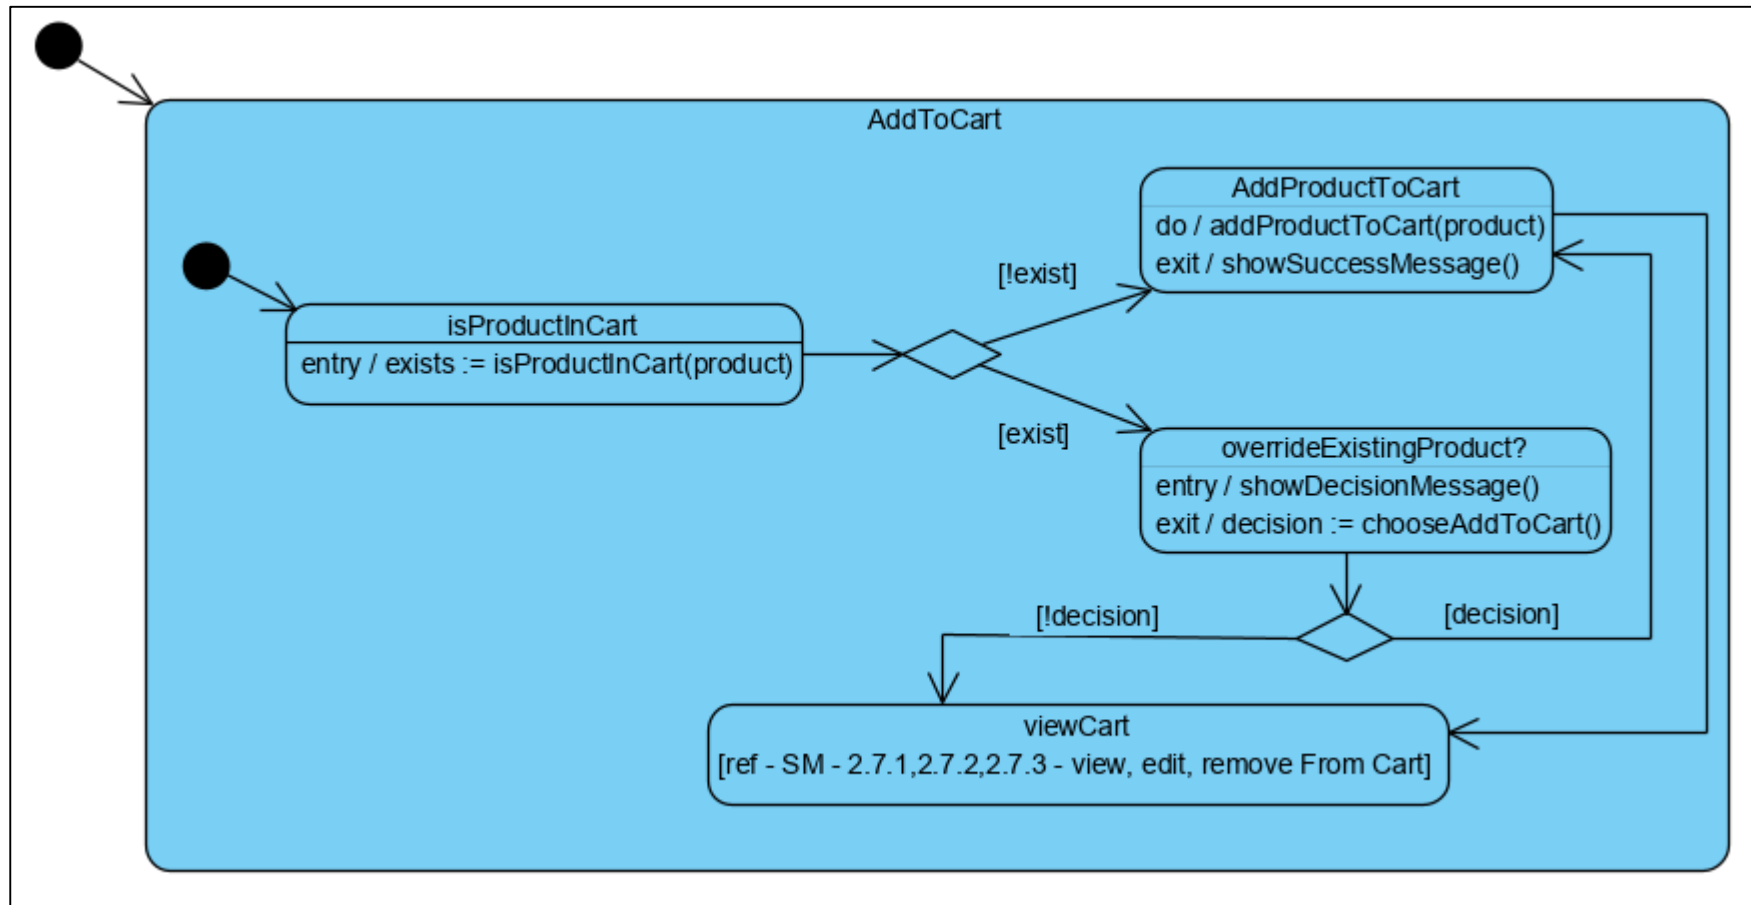 AddToCart
AddProductToCart
do / addProductToCart(product)
exit / showSuccessMessage()
[!exist]
isProductInCart
entry / exists := isProductInCart(product)
[exist]
overrideExistingProduct?
entry / showDecisionMessage()
exit / decision := chooseAddToCart()
[!decision]
[decision]
viewCart
[ref - SM - 2.7.1,2.7.2,2.7.3 - view, edit, remove From Cart]